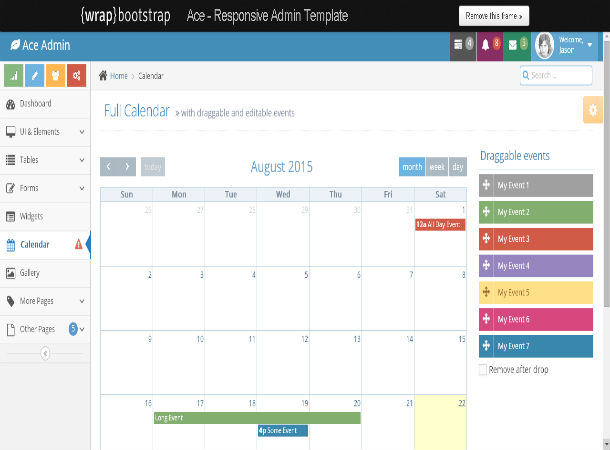 {wrap}bootstrap Ace - Responsive Admin Template Remove this frame »
Ace Admin 4 8 5 Welcome, Jason
Home > Calendar Search ...
Dashboard
UI & Elements
Tables
Forms
Widgets
Calendar
Gallery
More Pages
Other Pages 5
Full Calendar » with draggable and editable events
today August 2015 month week day
Sun Mon Tue Wed Thu Fri Sat
26 27 28 29 30 31 1
12a All Day Event
2 3 4 5 6 7 8
9 10 11 12 13 14 15
16 17 18 19 20 21 22
Long Event
4p Some Event
Draggable events
My Event 1
My Event 2
My Event 3
My Event 4
My Event 5
My Event 6
My Event 7
Remove after drop